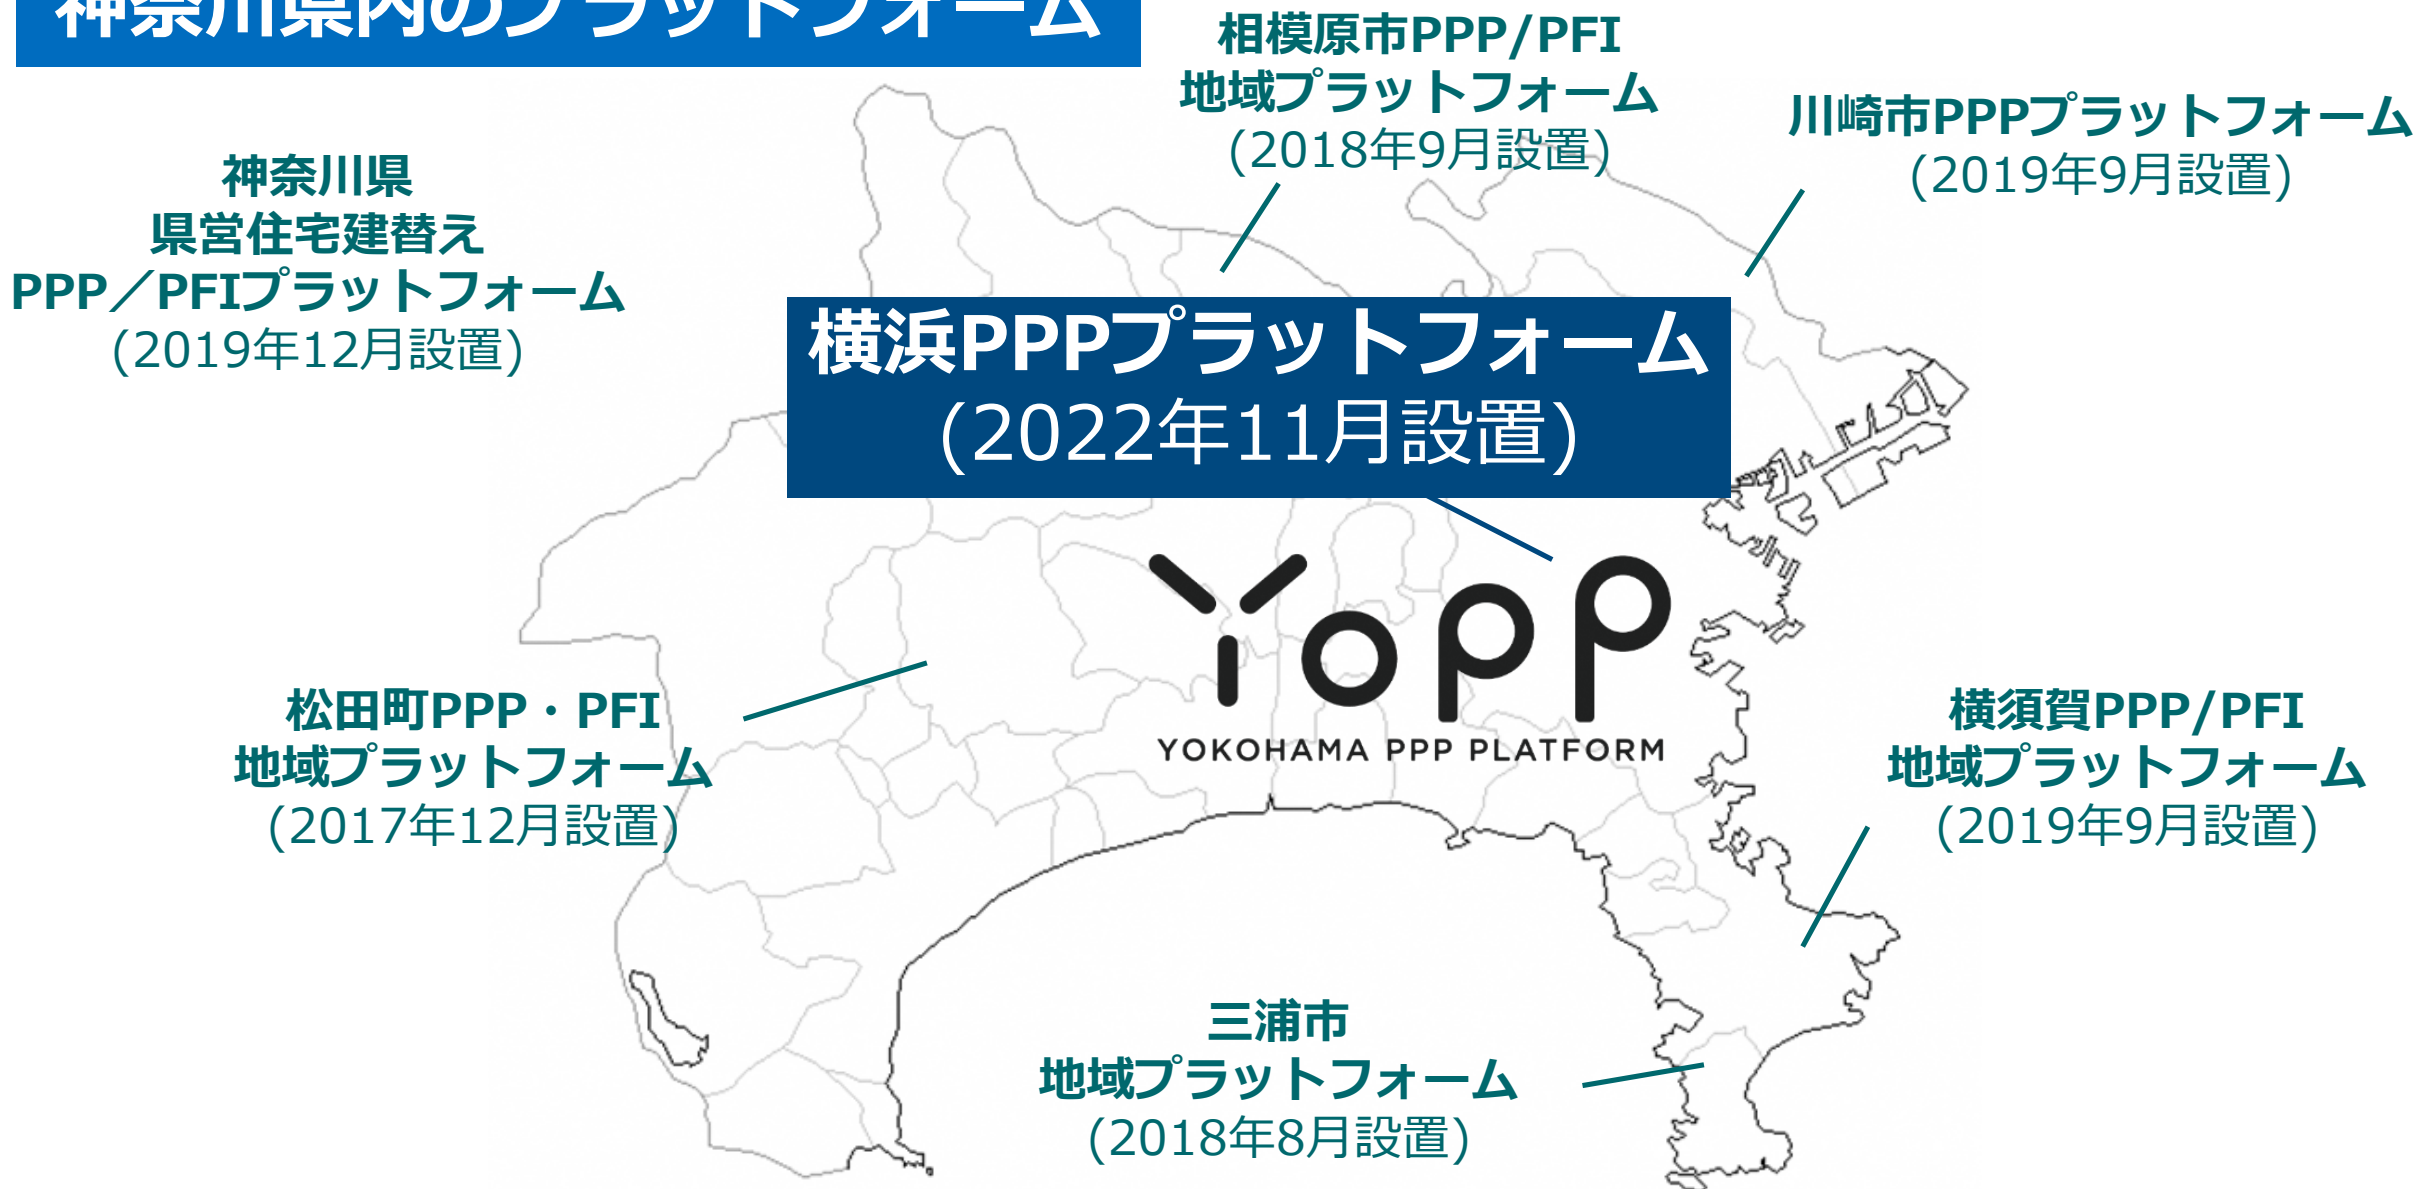 神奈川県内のプラットフォーム
相模原市PPP/PFI
地域プラットフォーム
(2018年9月設置)
川崎市PPPプラットフォーム
(2019年9月設置)
神奈川県
県営住宅建替え
PPP／PFIプラットフォーム
(2019年12月設置)
横浜PPPプラットフォーム
(2022年11月設置)
YoPP
YOKOHAMA PPP PLATFORM
松田町PPP・PFI
地域プラットフォーム
(2017年12月設置)
横須賀PPP/PFI
地域プラットフォーム
(2019年9月設置)
三浦市
地域プラットフォーム
(2018年8月設置)